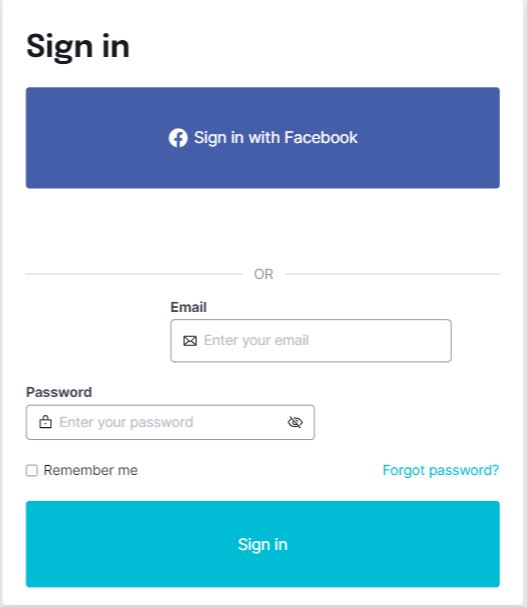 Sign in
Sign in with Facebook
OR
Email
Enter your email
Password
Enter your password
Remember me Forgot password?
Sign in